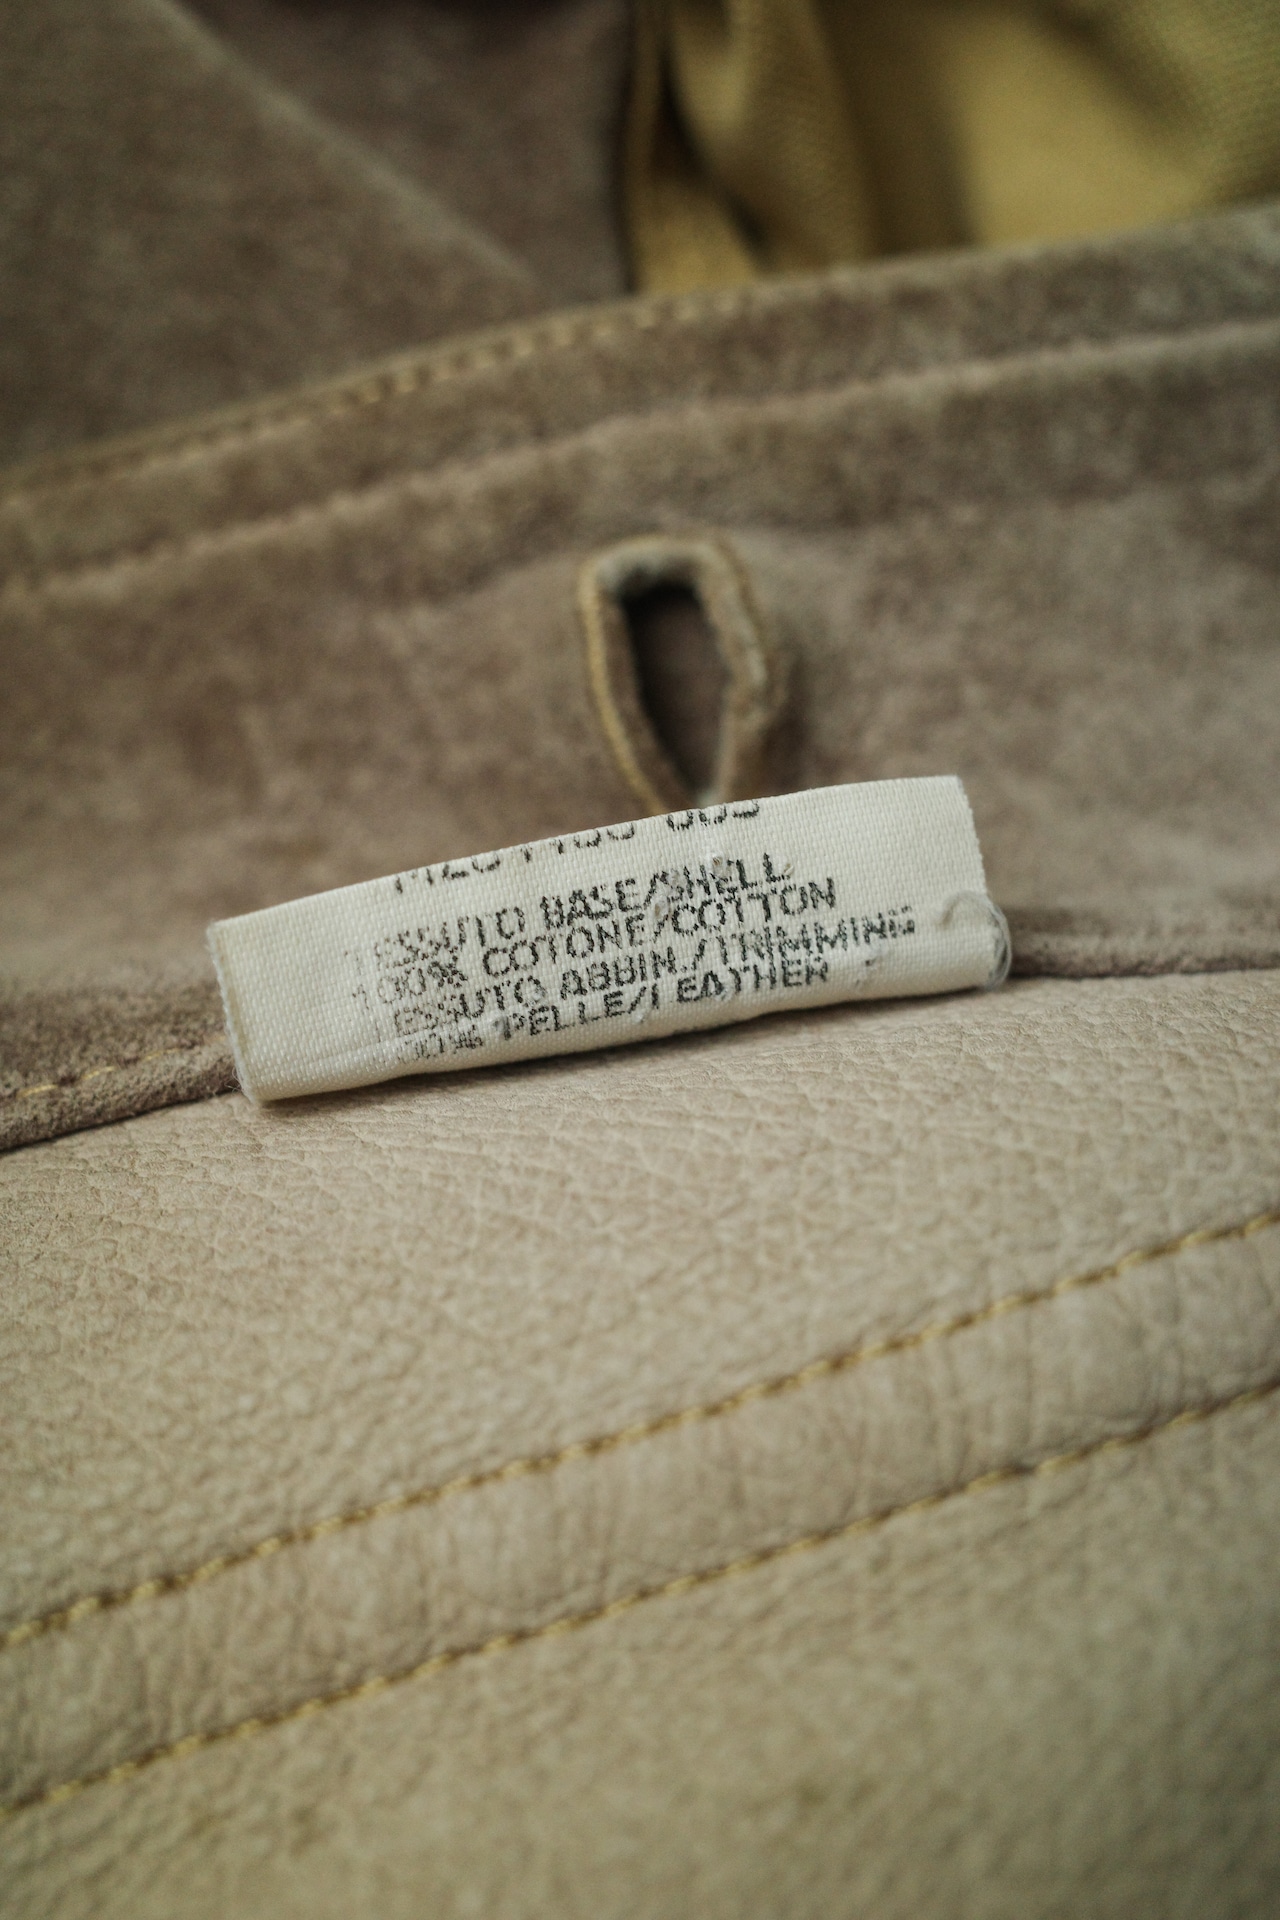 TESSUTO BASE/SHELL
100% COTONE/COTTON
TESSUTO ABBIN./TRIMMING
100% PELLE/LEATHER